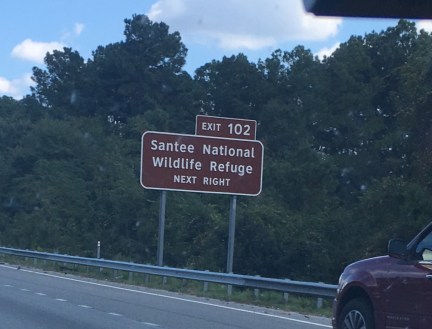 EXIT 102
Santee National
Wildlife Refuge
NEXT RIGHT